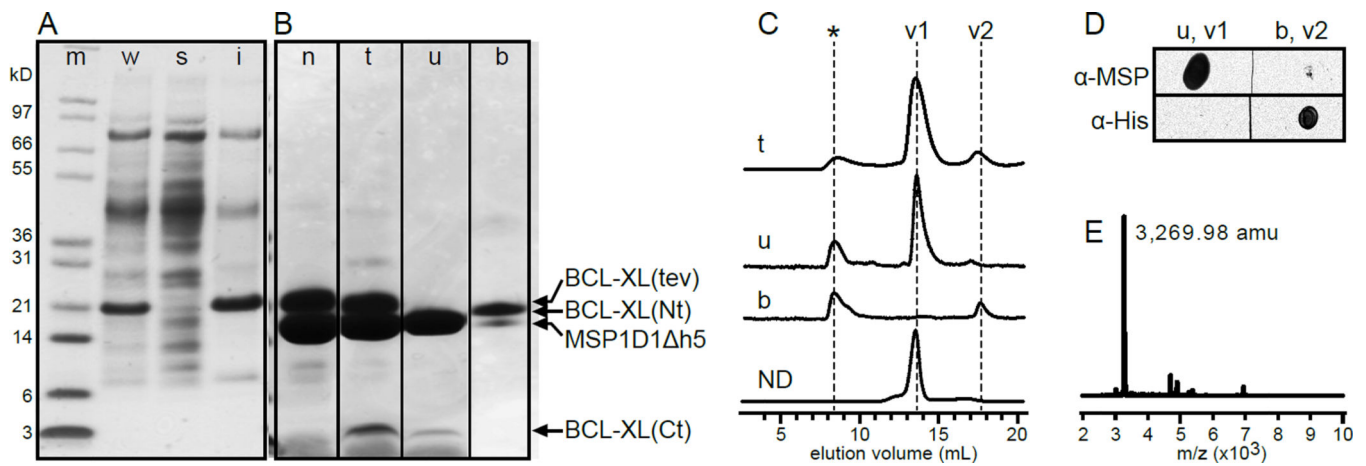 A
m w s i
kD
97
66
55
36
31
21
14
6
3
B
n t u b
BCL-XL(tev)
BCL-XL(Nt)
MSP1D1Δh5
BCL-XL(Ct)
C
* v1 v2
t
u
b
ND
5 10 15 20
elution volume (mL)
D
u, v1 b, v2
α-MSP
α-His
E
3,269.98 amu
2 3 4 5 6 7 8 9 10
m/z (x10³)